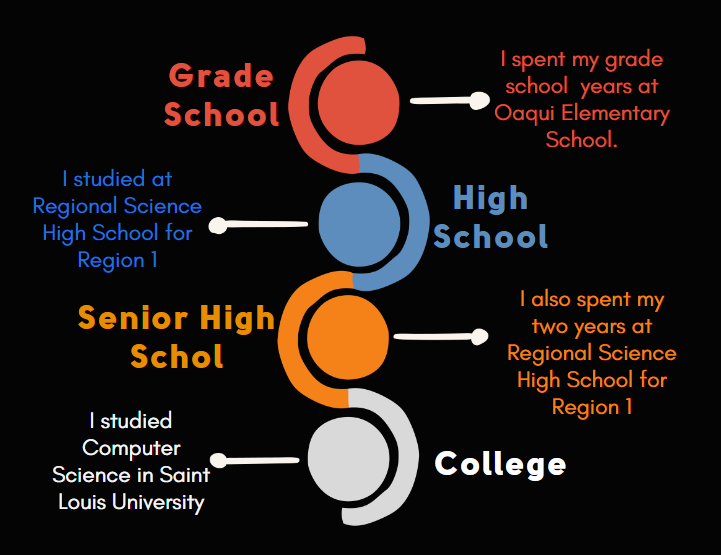 Grade
School
I spent my grade
school years at
Oaqui Elementary
School.
I studied at
Regional Science
High School for
Region 1
High
School
Senior High
Schol
I also spent my
two years at
Regional Science
High School for
Region 1
I studied
Computer
Science in Saint
Louis University
College